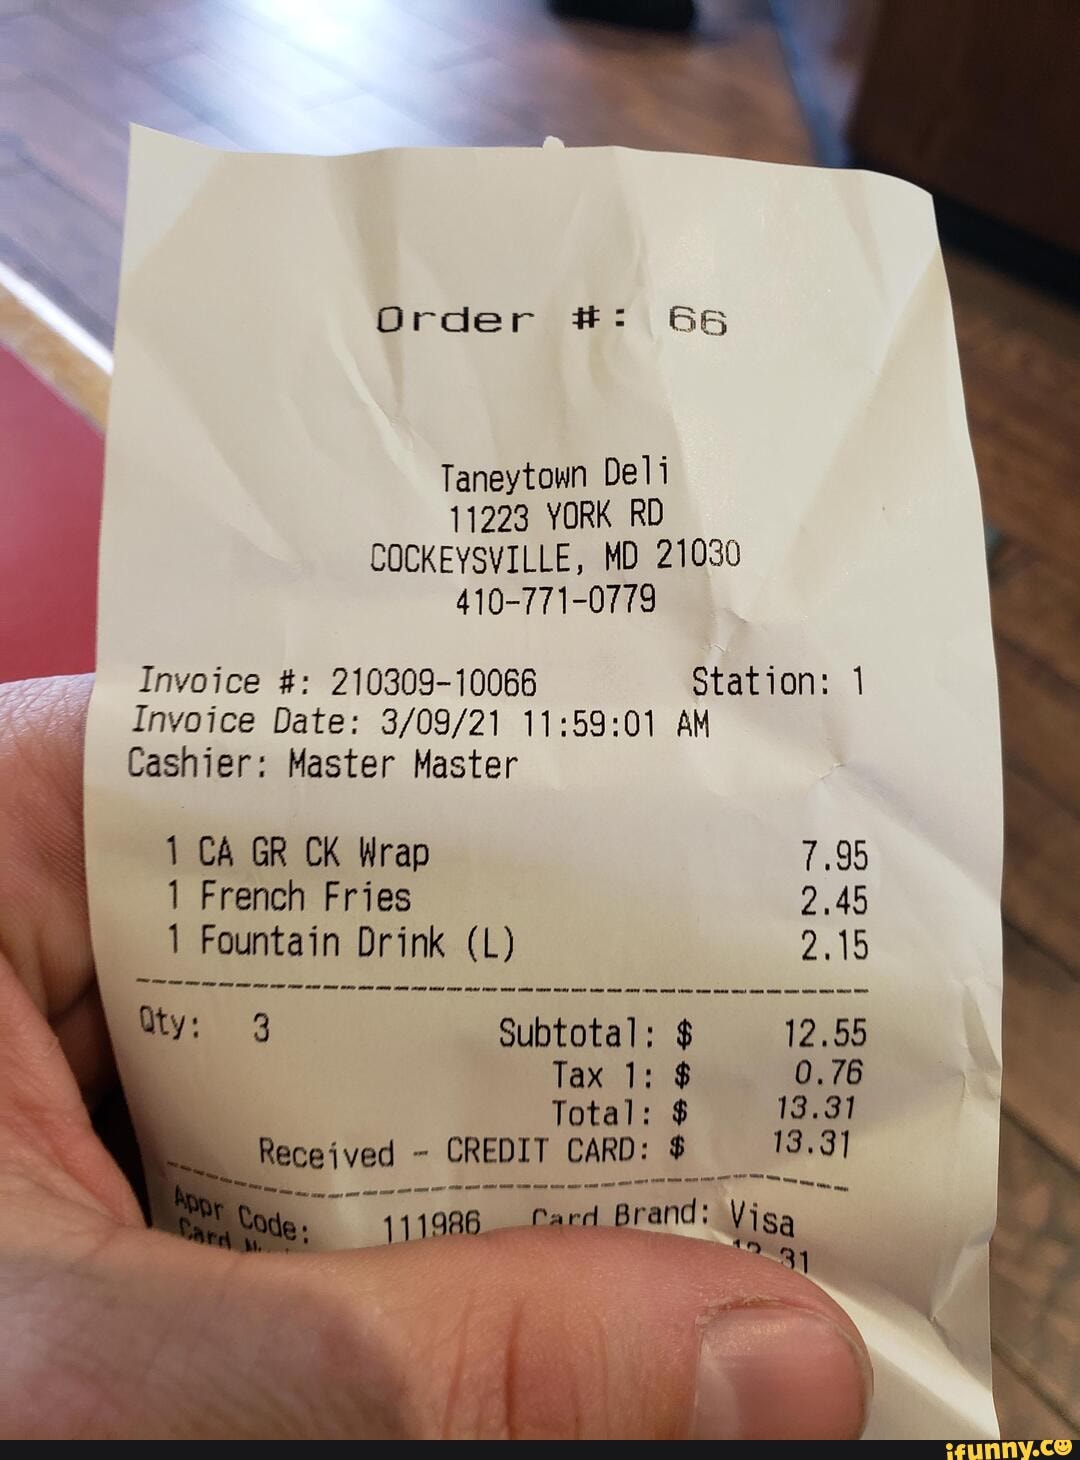 Order #: 66
Taneytown Deli
11223 YORK RD
COCKEYSVILLE, MD 21030
410-771-0779
Invoice #: 210309-10066 Station: 1
Invoice Date: 3/09/21 11:59:01 AM
Cashier: Master Master
1 CA GR CK Wrap 7.95
1 French Fries 2.45
1 Fountain Drink (L) 2.15
Qty: 3 Subtotal: $ 12.55
Tax 1: $ 0.76
Total: $ 13.31
Received - CREDIT CARD: $ 13.31
Appr Code: 111986 Card Brand: Visa
Card
ifunny.co